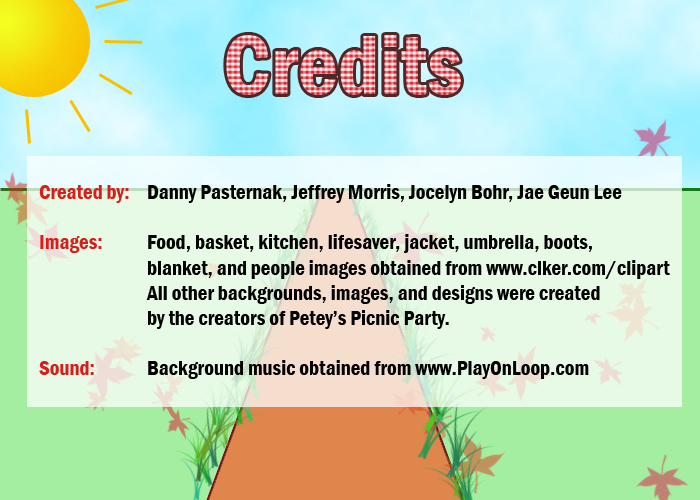 Credits
Created by: Danny Pasternak, Jeffrey Morris, Jocelyn Bohr, Jae Geun Lee
Images: Food, basket, kitchen, lifesaver, jacket, umbrella, boots,
blanket, and people images obtained from www.clker.com/clipart
All other backgrounds, images, and designs were created
by the creators of Petey’s Picnic Party.
Sound: Background music obtained from www.PlayOnLoop.com